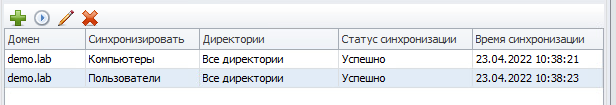 Домен Синхронизировать Директории Статус синхронизации Время синхронизации
demo.lab Компьютеры Все директории Успешно 23.04.2022 10:38:21
demo.lab Пользователи Все директории Успешно 23.04.2022 10:38:23